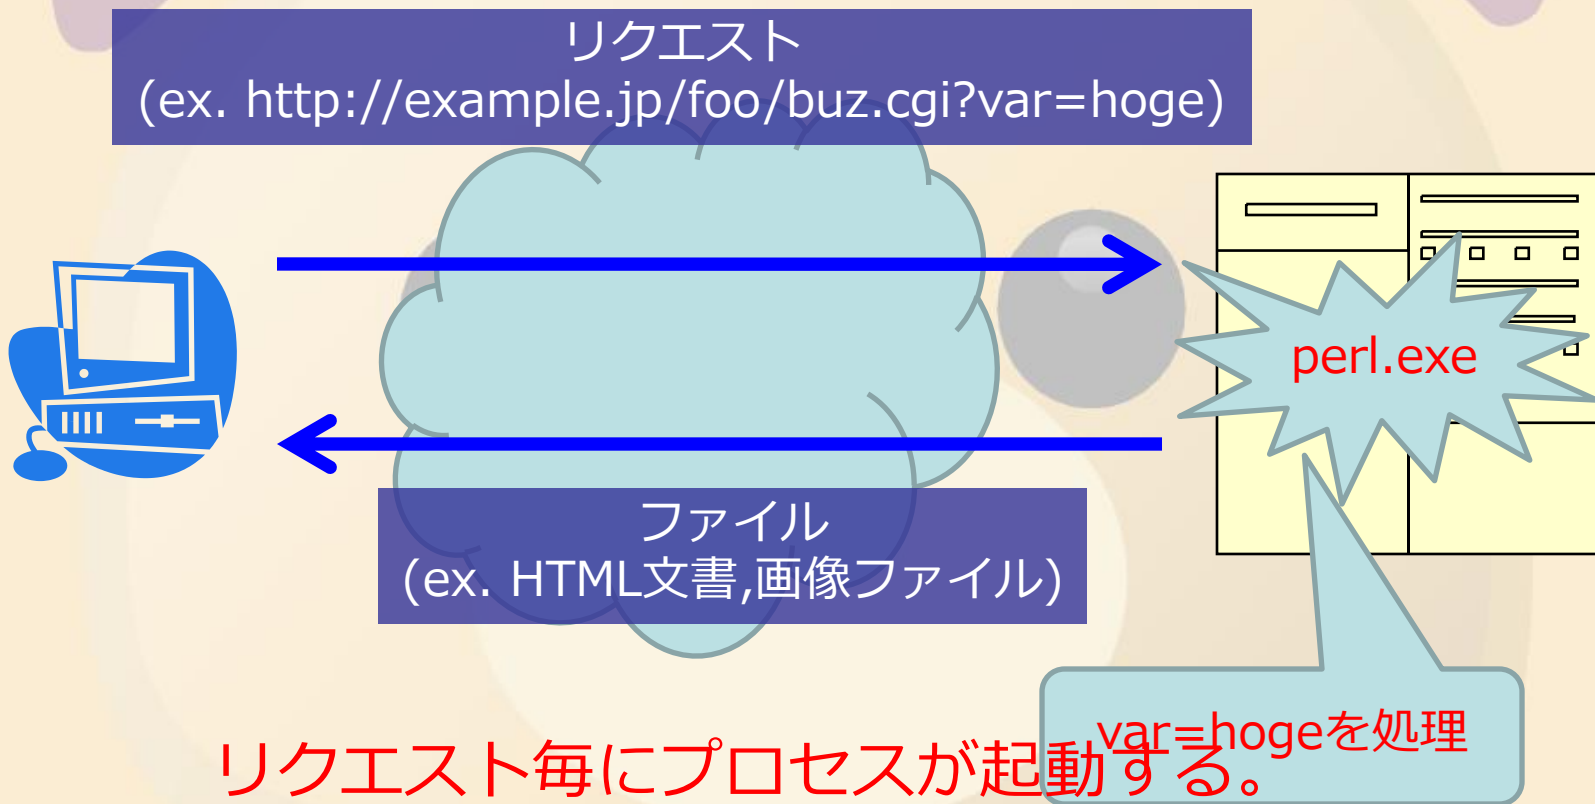 リクエスト
(ex. http://example.jp/foo/buz.cgi?var=hoge)
perl.exe
ファイル
(ex. HTML文書,画像ファイル)
var=hogeを処理
リクエスト毎にプロセスが起動する。